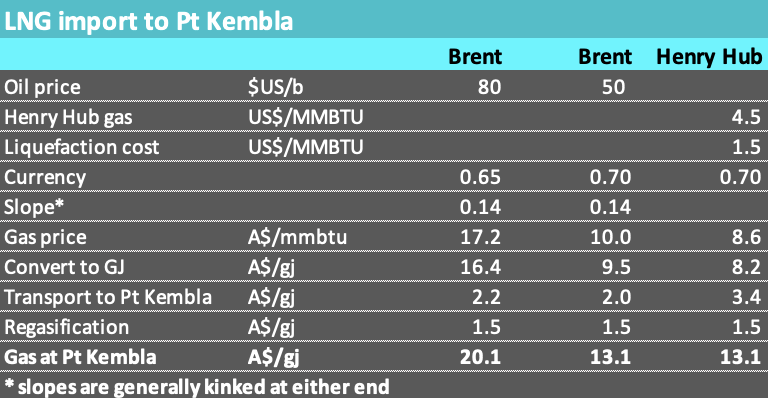 LNG import to Pt Kembla
Brent Brent Henry Hub
Oil price $US/b 80 50
Henry Hub gas US$/MMBTU 4.5
Liquefaction cost US$/MMBTU 1.5
Currency 0.65 0.70 0.70
Slope* 0.14 0.14
Gas price A$/mmbtu 17.2 10.0 8.6
Convert to GJ A$/gj 16.4 9.5 8.2
Transport to Pt Kembla A$/gj 2.2 2.0 3.4
Regasification A$/gj 1.5 1.5 1.5
Gas at Pt Kembla A$/gj 20.1 13.1 13.1
* slopes are generally kinked at either end